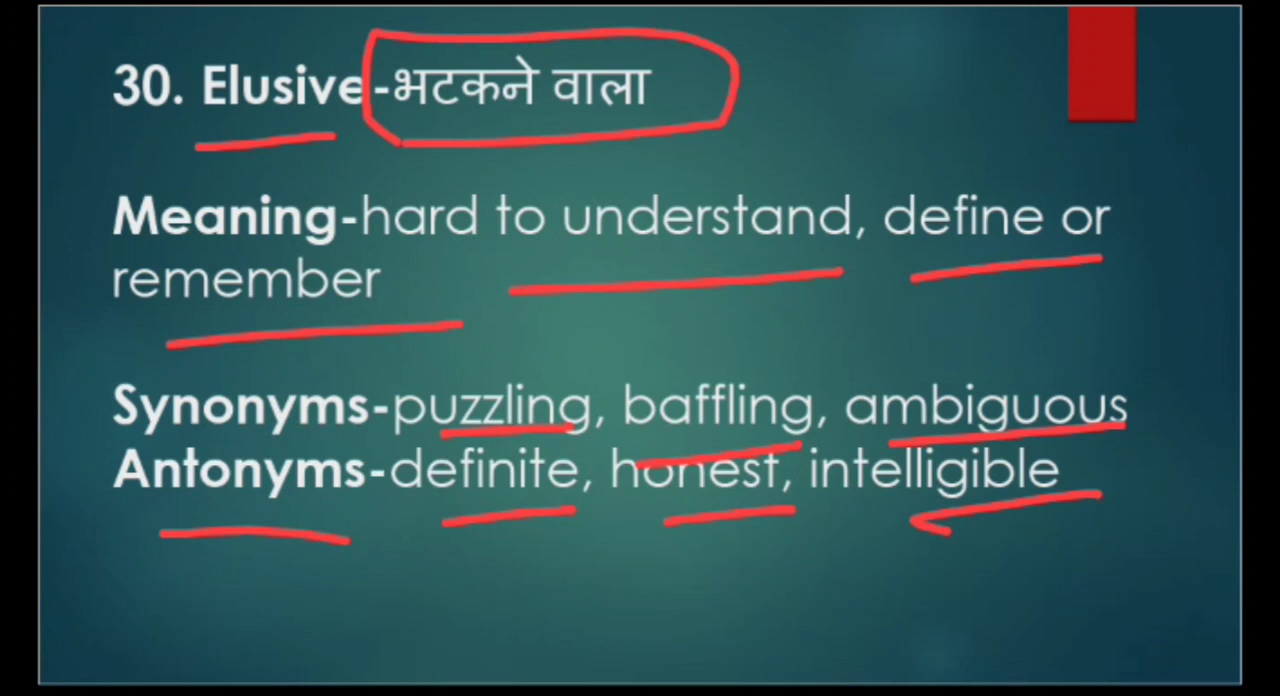 30. Elusive-भटकने वाला
Meaning-hard to understand, define or
remember
Synonyms-puzzling, baffling, ambiguous
Antonyms-definite, honest, intelligible